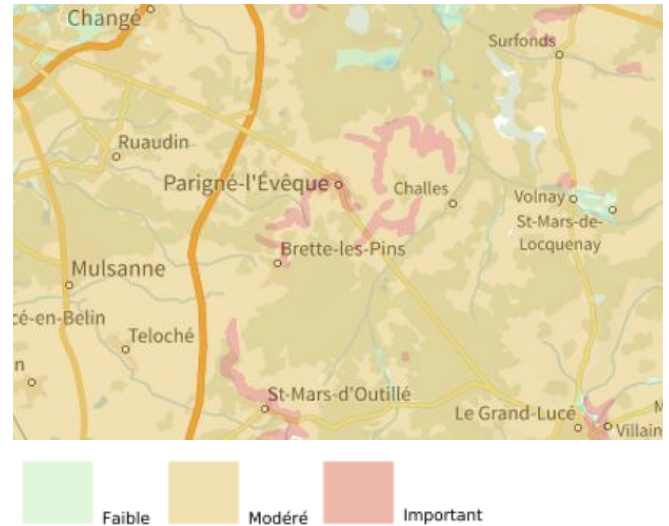 Changé
Surfonds
Ruaudin
Parigné-l'Évêque
Challes
Volnay
St-Mars-de-
Locquenay
Brette-les-Pins
Mulsanne
cé-en-Belin
Teloché
n
St-Mars-d'Outillé
Le Grand-Lucé
M
Villain
Faible
Modéré
Important